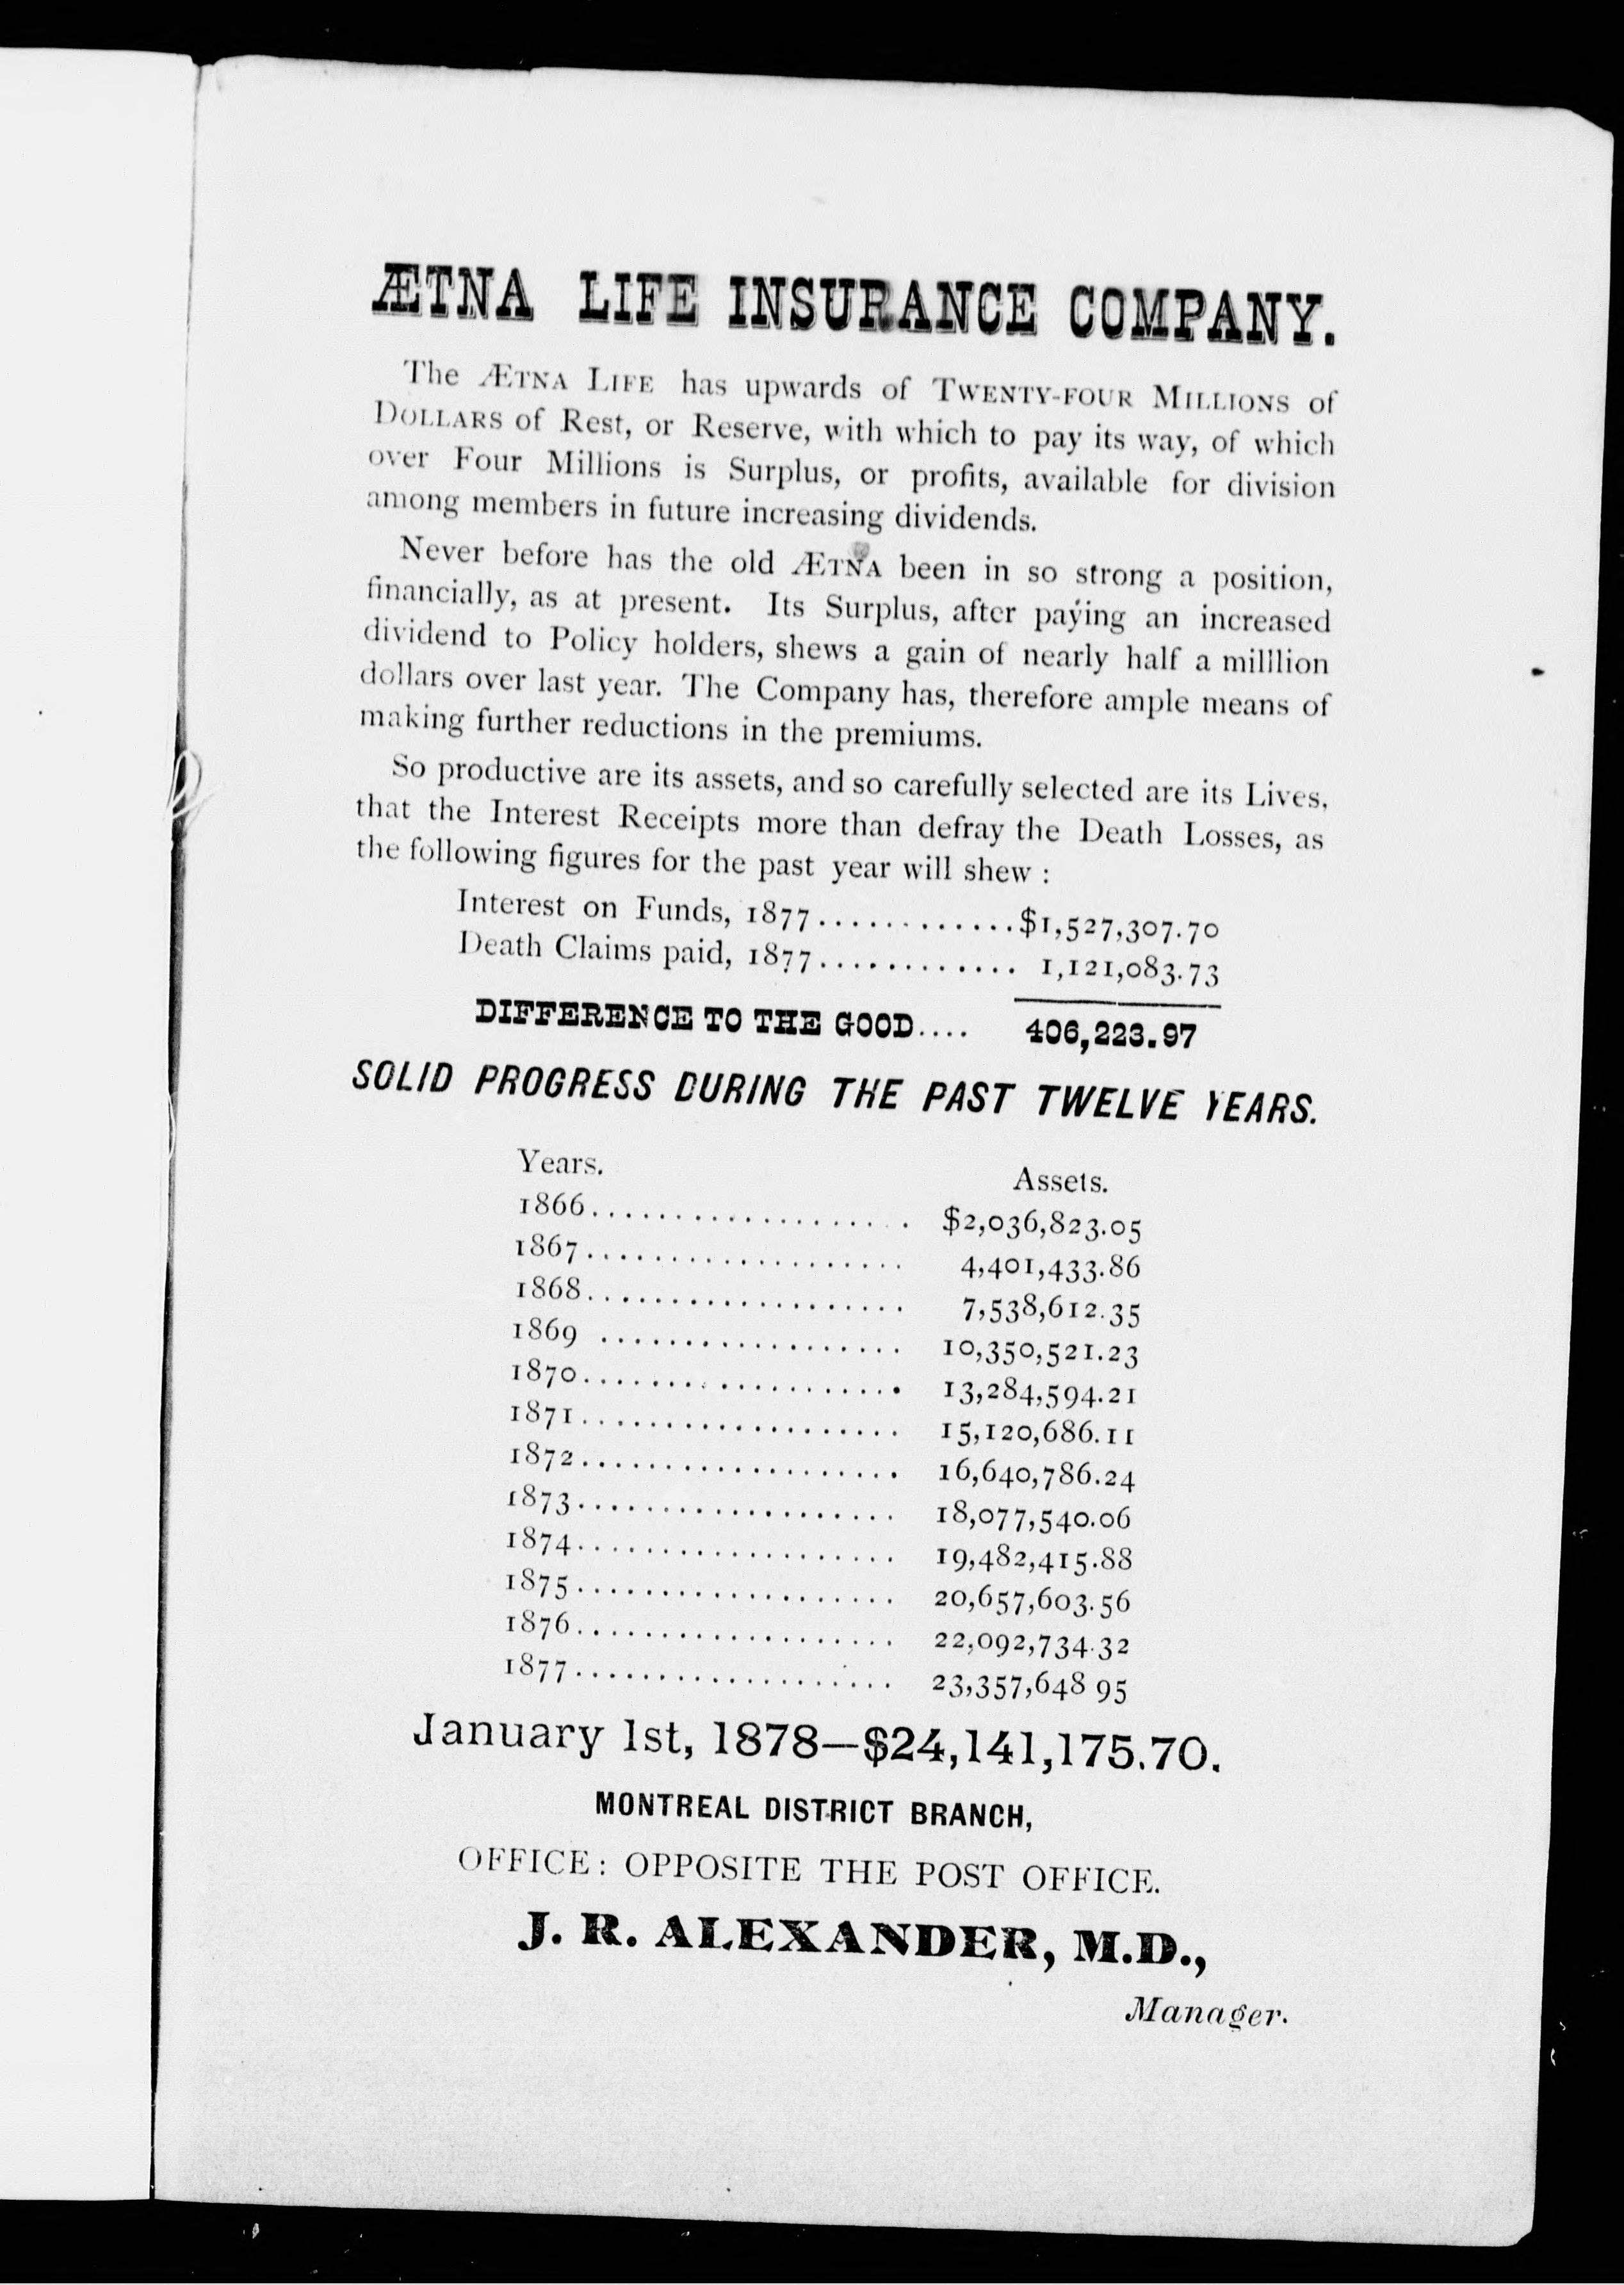 ÆTNA LIFE INSURANCE COMPANY.
The ÆTNA LIFE has upwards of TWENTY-FOUR MILLIONS of
DOLLARS of Rest, or Reserve, with which to pay its way, of which
over Four Millions is Surplus, or profits, available for division
among members in future increasing dividends.
Never before has the old ÆTNA been in so strong a position,
financially, as at present. Its Surplus, after paying an increased
dividend to Policy holders, shews a gain of nearly half a milllion
dollars over last year. The Company has, therefore ample means of
making further reductions in the premiums.
So productive are its assets, and so carefully selected are its Lives,
that the Interest Receipts more than defray the Death Losses, as
the following figures for the past year will shew :
Interest on Funds, 1877............$1,527,307.70
Death Claims paid, 1877............ 1,121,083.73
DIFFERENCE TO THE GOOD.... 406,223.97
SOLID PROGRESS DURING THE PAST TWELVE YEARS.
Years. Assets.
1866................... $2,036,823.05
1867................... 4,401,433.86
1868................... 7,538,612.35
1869 .................. 10,350,521.23
1870................... 13,284,594.21
1871................... 15,120,686.11
1872................... 16,640,786.24
1873................... 18,077,540.06
1874................... 19,482,415.88
1875................... 20,657,603.56
1876................... 22,092,734.32
1877................... 23,357,648 95
January 1st, 1878—$24,141,175.70.
MONTREAL DISTRICT BRANCH,
OFFICE: OPPOSITE THE POST OFFICE.
J. R. ALEXANDER, M.D.,
Manager.